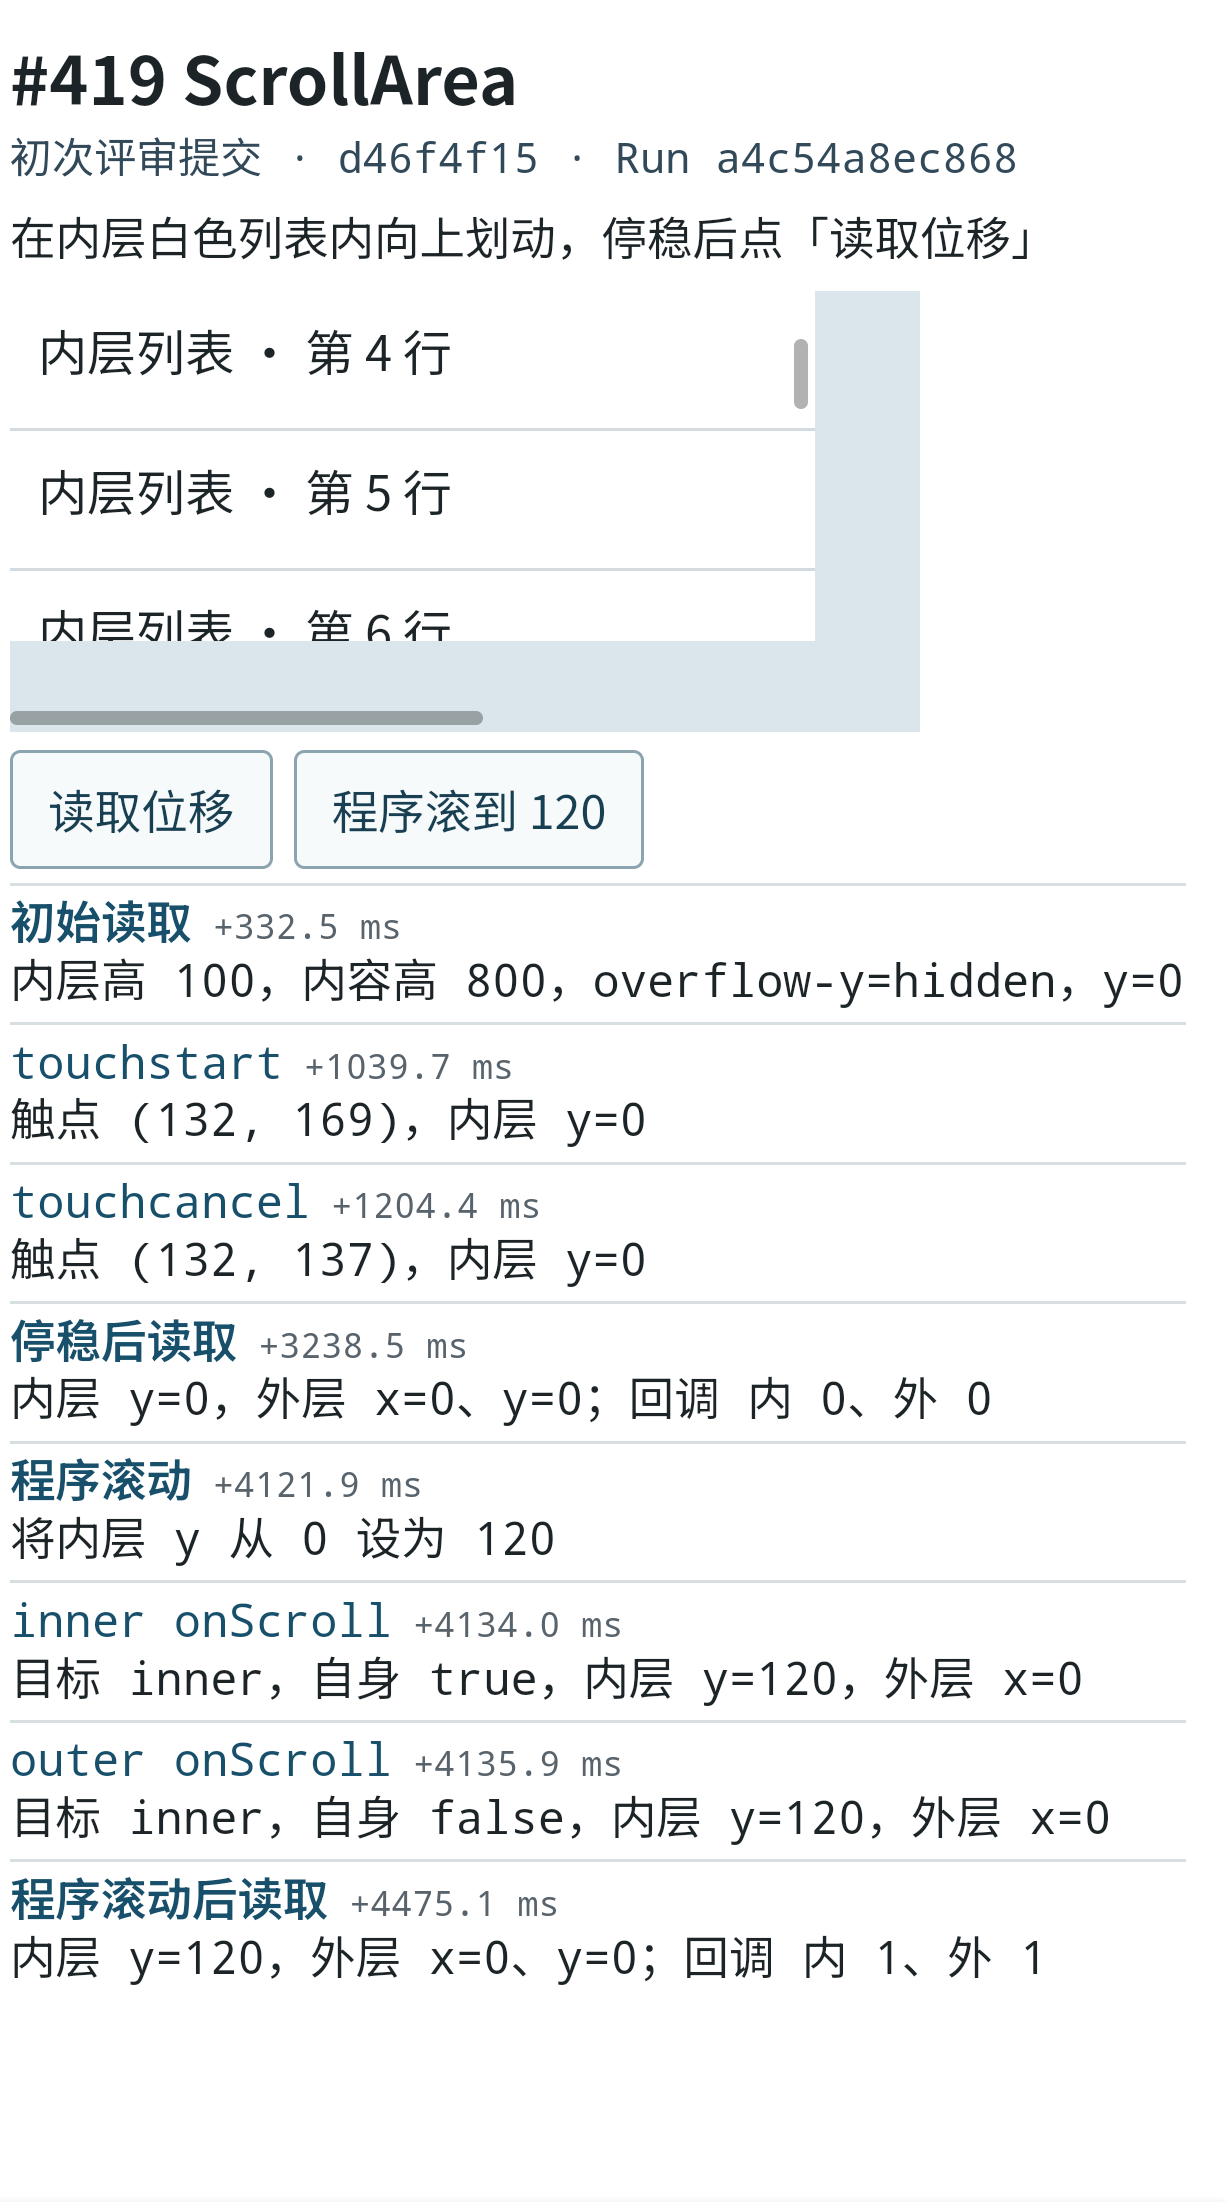 #419 ScrollArea
初次评审提交 · d46f4f15 · Run a4c54a8ec868
在内层白色列表内向上划动，停稳后点「读取位移」
内层列表 · 第 4 行
内层列表 · 第 5 行
内层列表 · 第 6 行
读取位移 程序滚到 120
初始读取 +332.5 ms
内层高 100，内容高 800，overflow-y=hidden，y=0
touchstart +1039.7 ms
触点 (132, 169)，内层 y=0
touchcancel +1204.4 ms
触点 (132, 137)，内层 y=0
停稳后读取 +3238.5 ms
内层 y=0，外层 x=0、y=0；回调 内 0、外 0
程序滚动 +4121.9 ms
将内层 y 从 0 设为 120
inner onScroll +4134.0 ms
目标 inner，自身 true，内层 y=120，外层 x=0
outer onScroll +4135.9 ms
目标 inner，自身 false，内层 y=120，外层 x=0
程序滚动后读取 +4475.1 ms
内层 y=120，外层 x=0、y=0；回调 内 1、外 1